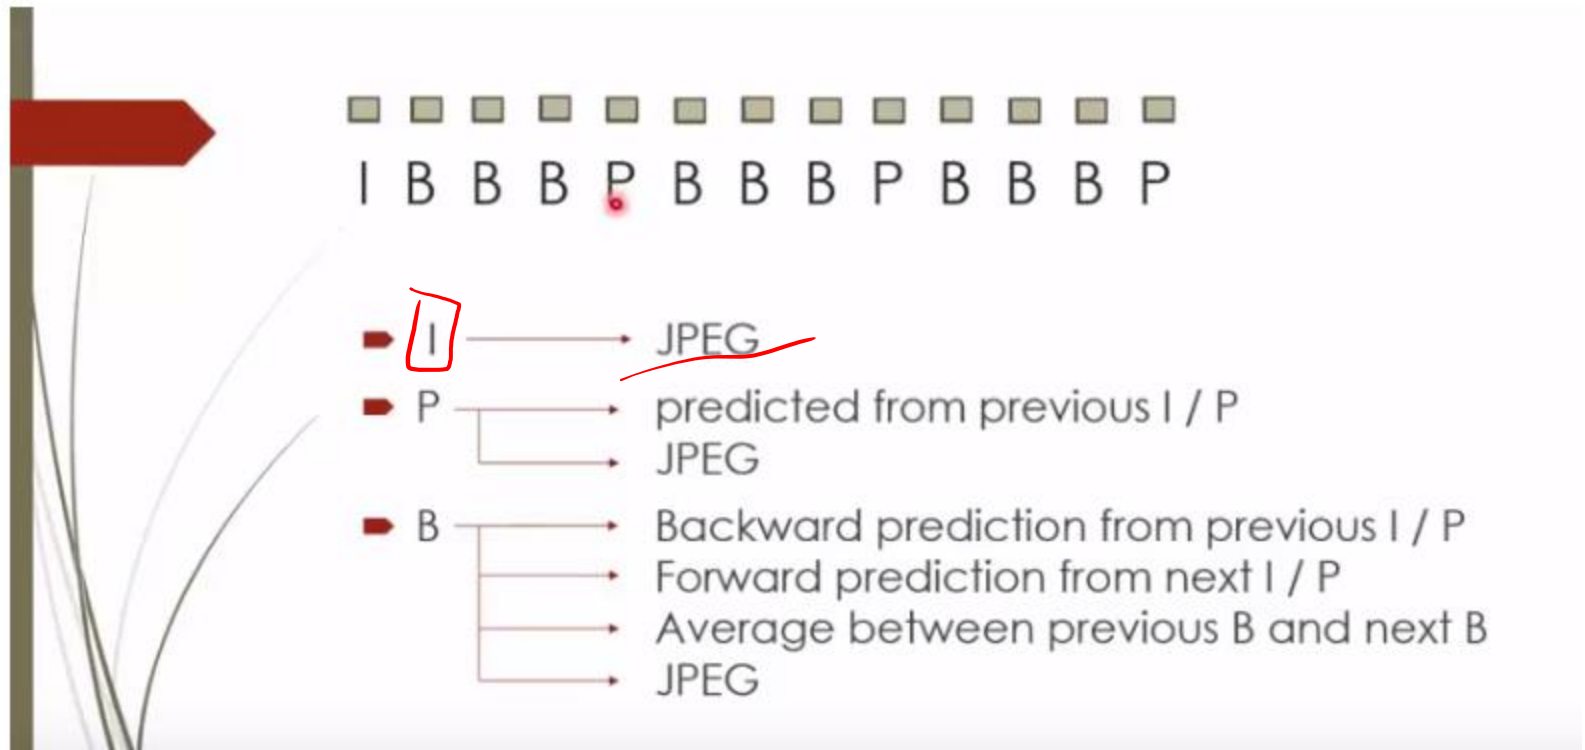 I B B B P B B B P B B B P
I JPEG
P predicted from previous I / P
JPEG
B Backward prediction from previous I / P
Forward prediction from next I / P
Average between previous B and next B
JPEG